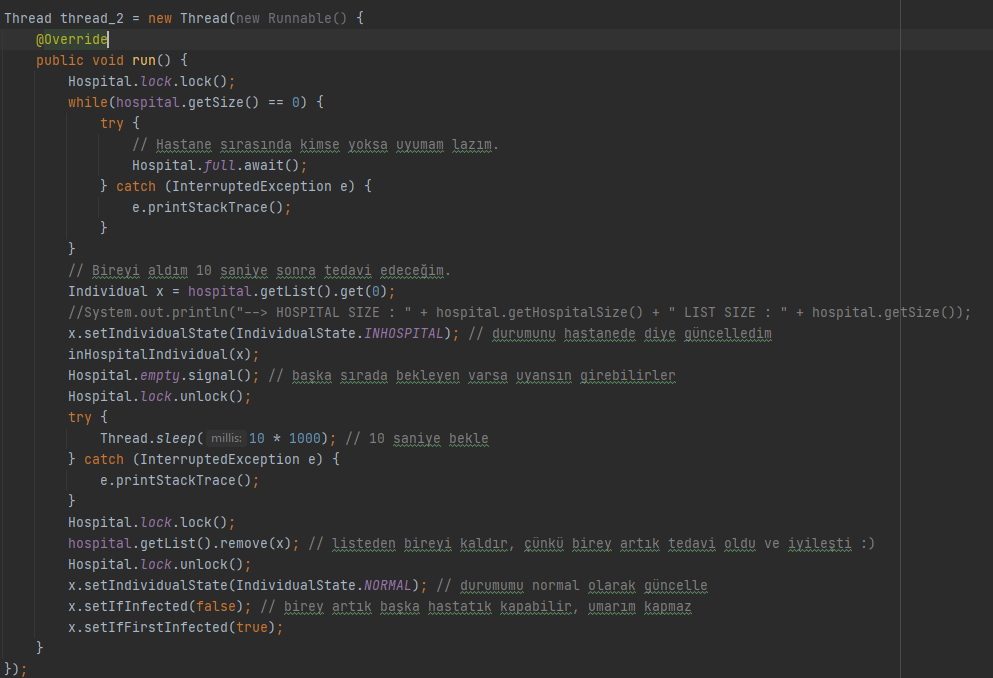 Thread thread_2 = new Thread(new Runnable() {
    @Override
    public void run() {
        Hospital.lock.lock();
        while(hospital.getSize() == 0) {
            try {
                // Hastane sırasında kimse yoksa uyumam lazım.
                Hospital.full.await();
            } catch (InterruptedException e) {
                e.printStackTrace();
            }
        }
        // Bireyi aldım 10 saniye sonra tedavi edeceğim.
        Individual x = hospital.getList().get(0);
        //System.out.println("--> HOSPITAL SIZE : " + hospital.getHospitalSize() + " LIST SIZE : " + hospital.getSize());
        x.setIndividualState(IndividualState.INHOSPITAL); // durumunu hastanede diye güncelledim
        inHospitalIndividual(x);
        Hospital.empty.signal(); // başka sırada bekleyen varsa uyansın girebilirler
        Hospital.lock.unlock();
        try {
            Thread.sleep( millis: 10 * 1000); // 10 saniye bekle
        } catch (InterruptedException e) {
            e.printStackTrace();
        }
        Hospital.lock.lock();
        hospital.getList().remove(x); // listeden bireyi kaldır, çünkü birey artık tedavi oldu ve iyileşti :)
        Hospital.lock.unlock();
        x.setIndividualState(IndividualState.NORMAL); // durumumu normal olarak güncelle
        x.setIfInfected(false); // birey artık başka hastatık kapabilir, umarım kapmaz
        x.setIfFirstInfected(true);
    }
});